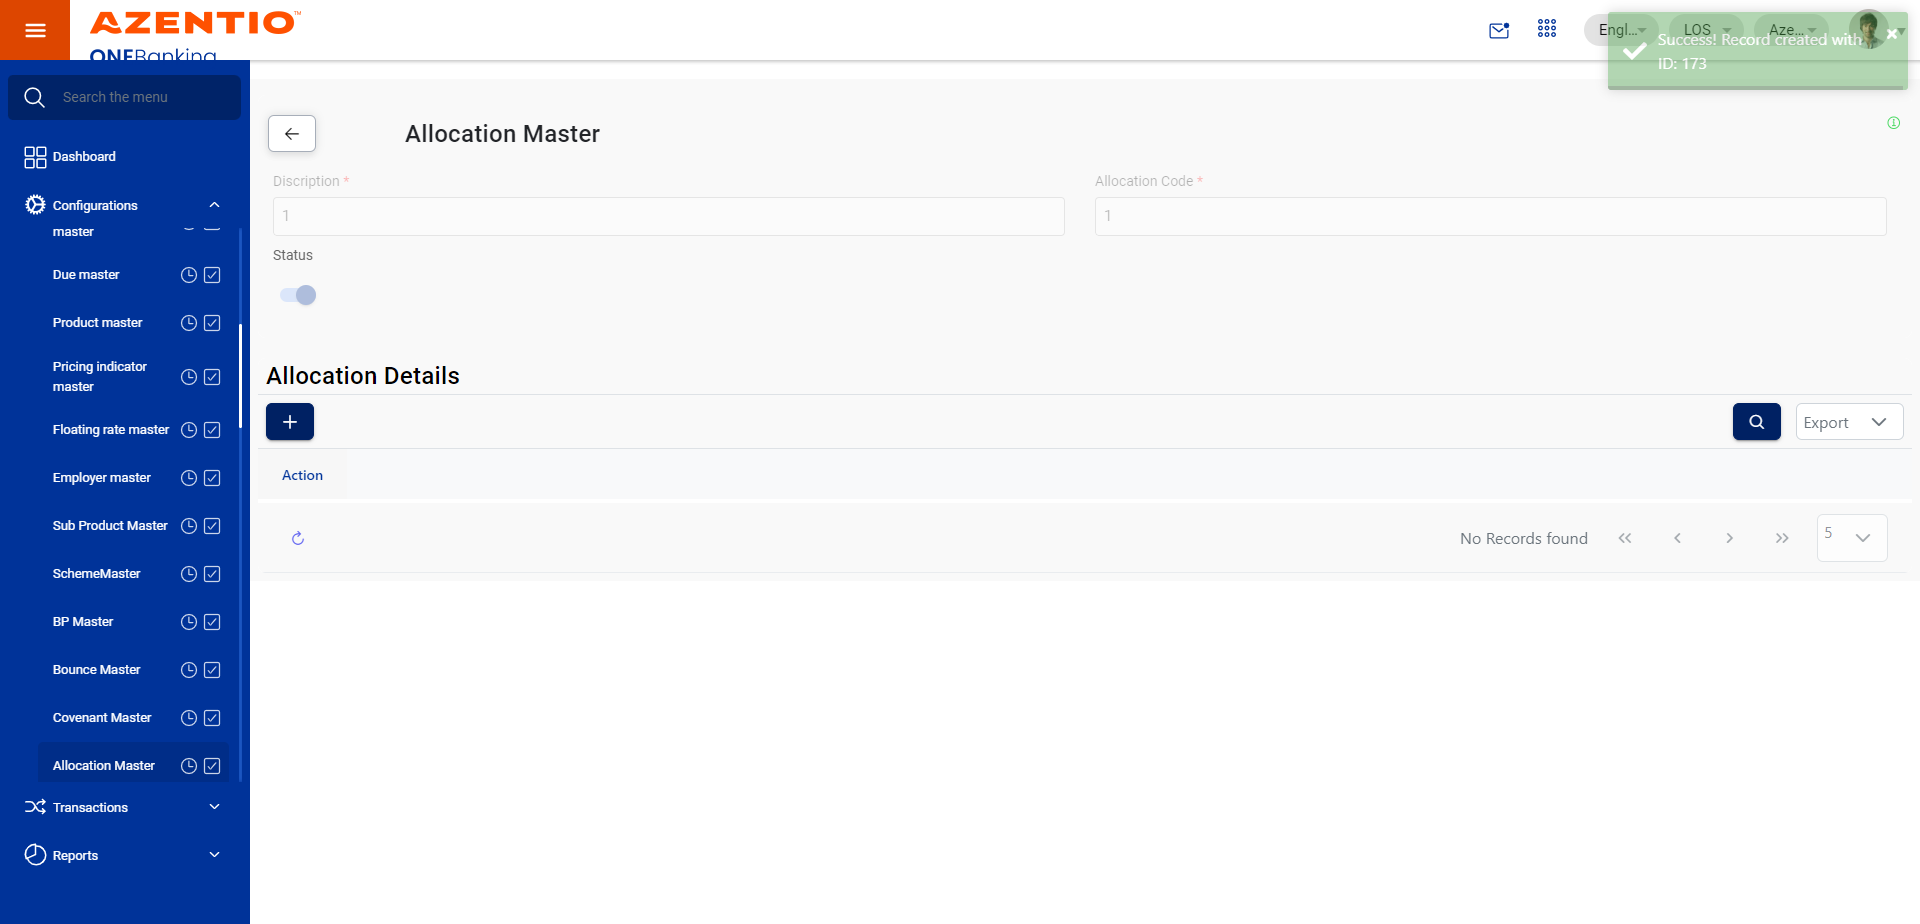 AZENTIO™
ONEBanking
Engl...
LOS
Aze...
Success! Record created with
ID: 173
Search the menu
Dashboard
Configurations
master
Due master
Product master
Pricing indicator
master
Floating rate master
Employer master
Sub Product Master
SchemeMaster
BP Master
Bounce Master
Covenant Master
Allocation Master
Transactions
Reports
Allocation Master
Discription *
Allocation Code *
1
1
Status
Allocation Details
Export
Action
No Records found
5